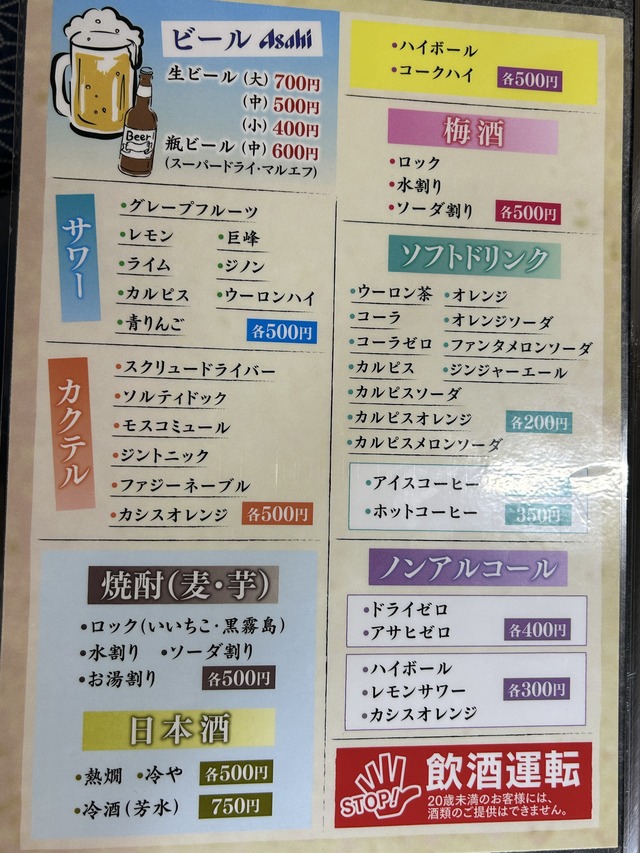 ビール Asahi
生ビール(大) 700円
(中) 500円
(小) 400円
瓶ビール(中) 600円
(スーパードライ・マルエフ)
Beer
サワー
・グレープフルーツ
・レモン ・巨峰
・ライム ・ジノン
・カルピス ・ウーロンハイ
・青りんご 各500円
カクテル
・スクリュードライバー
・ソルティドック
・モスコミュール
・ジントニック
・ファジーネーブル
・カシスオレンジ 各500円
焼酎(麦・芋)
・ロック(いいちこ・黒霧島)
・水割り ・ソーダ割り
・お湯割り 各500円
日本酒
・熱燗 ・冷や 各500円
・冷酒(芳水) 750円
・ハイボール
・コークハイ 各500円
梅酒
・ロック
・水割り
・ソーダ割り 各500円
ソフトドリンク
・ウーロン茶 ・オレンジ
・コーラ ・オレンジソーダ
・コーラゼロ ・ファンタメロンソーダ
・カルピス ・ジンジャーエール
・カルピスソーダ
・カルピスオレンジ 各200円
・カルピスメロンソーダ
・アイスコーヒー
・ホットコーヒー 350円
ノンアルコール
・ドライゼロ
・アサヒゼロ 各400円
・ハイボール
・レモンサワー 各300円
・カシスオレンジ
STOP! 飲酒運転
20歳未満のお客様には、
酒類のご提供はできません。